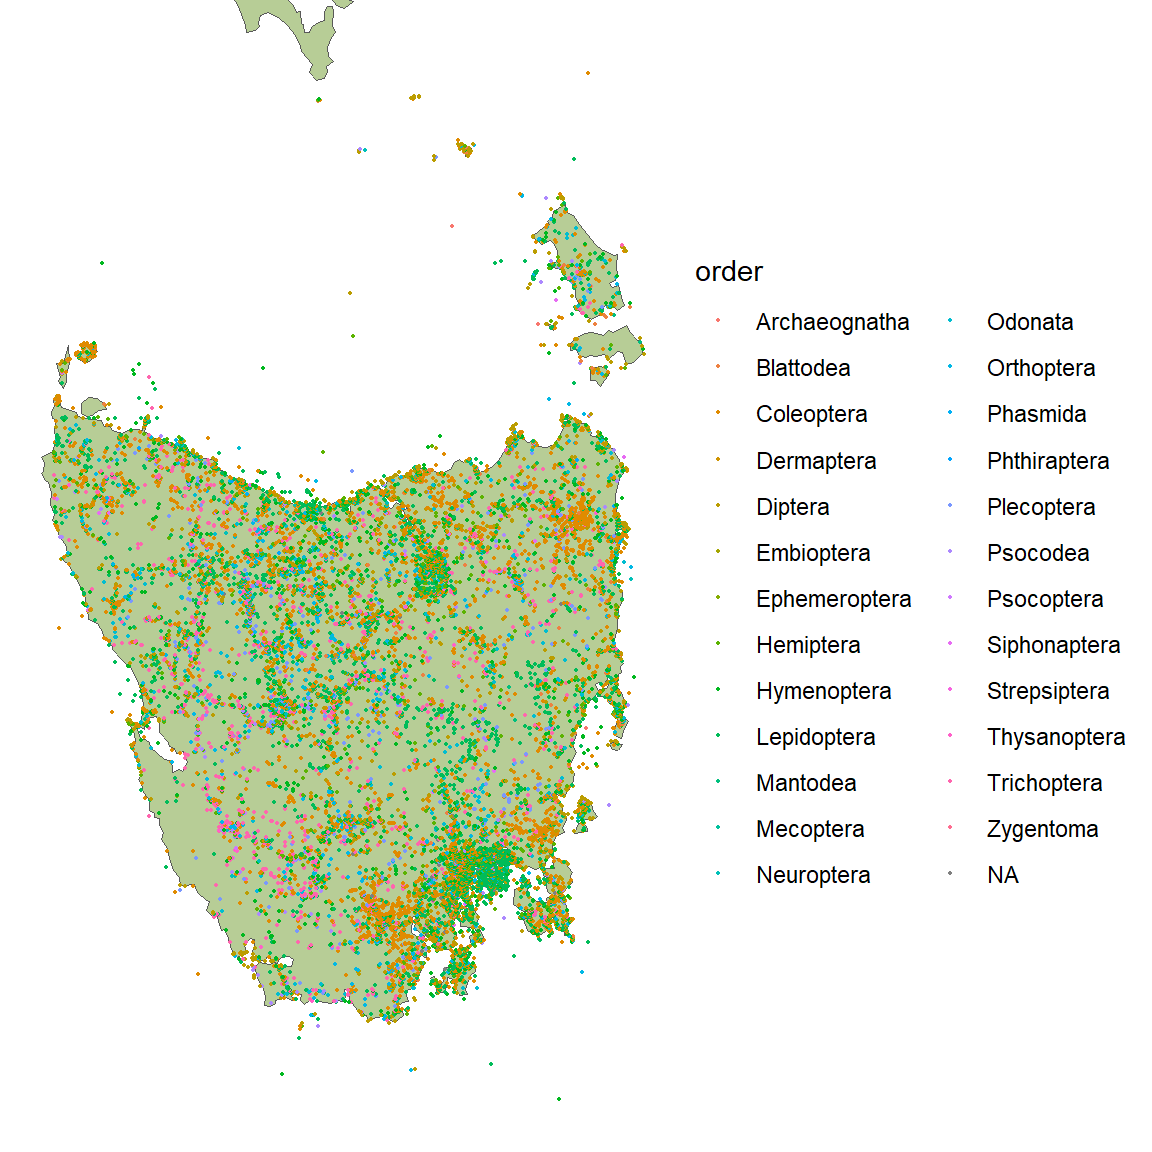 order
Archaeognatha
Blattodea
Coleoptera
Dermaptera
Diptera
Embioptera
Ephemeroptera
Hemiptera
Hymenoptera
Lepidoptera
Mantodea
Mecoptera
Neuroptera
Odonata
Orthoptera
Phasmida
Phthiraptera
Plecoptera
Psocodea
Psocoptera
Siphonaptera
Strepsiptera
Thysanoptera
Trichoptera
Zygentoma
NA